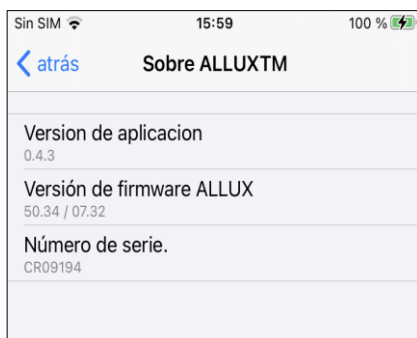 Sin SIM 15:59 100 %
atrás Sobre ALLUXTM
Version de aplicacion
0.4.3
Versión de firmware ALLUX
50.34 / 07.32
Número de serie.
CR09194